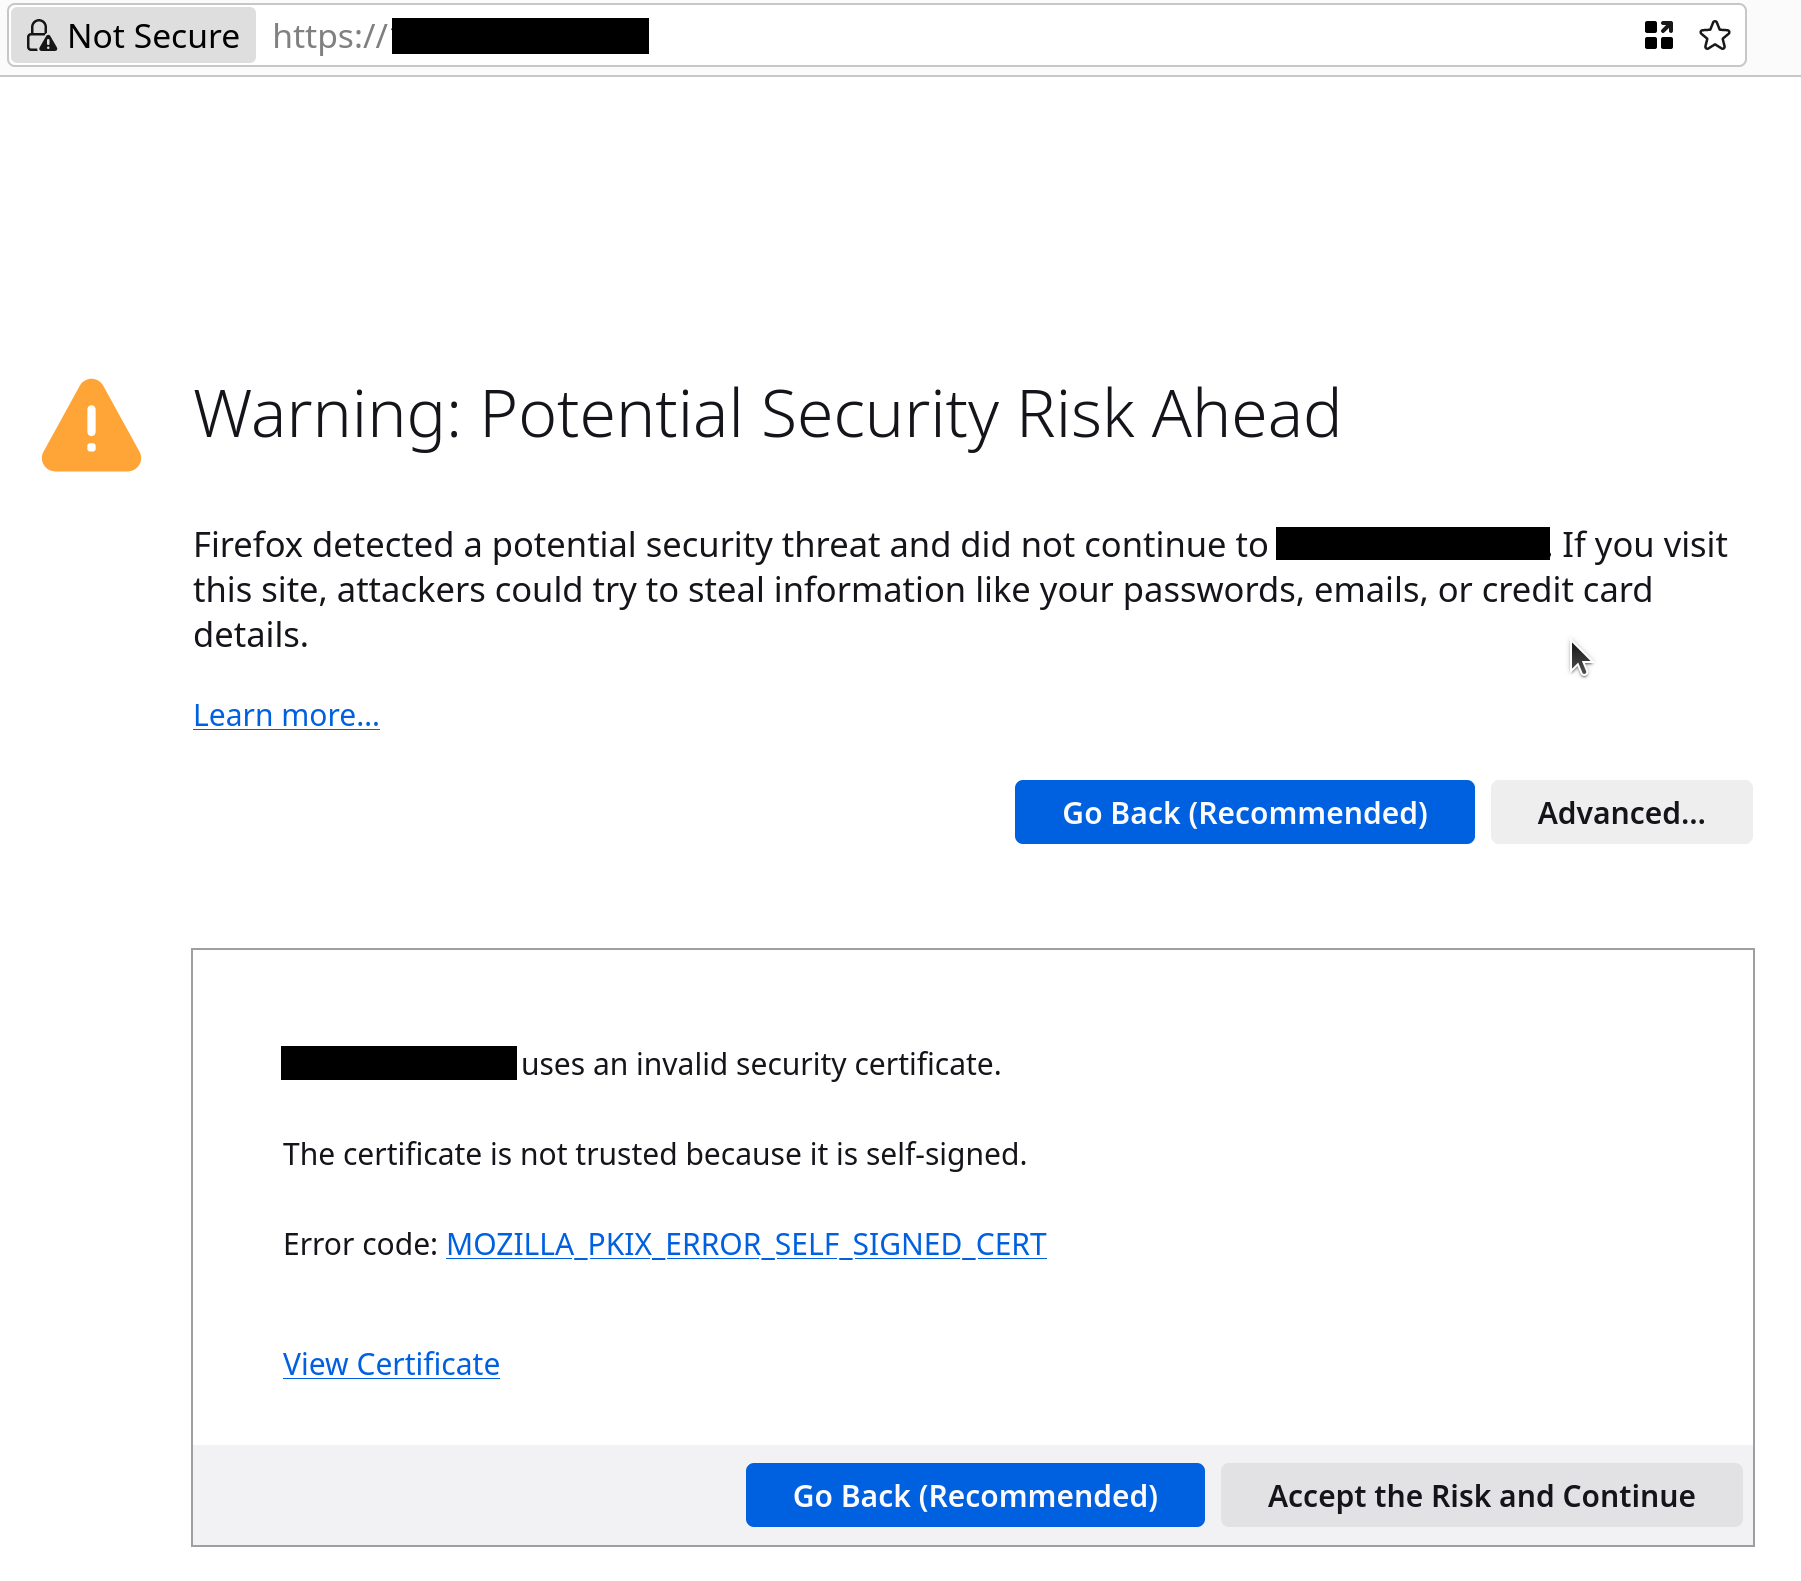 Not Secure https://
Warning: Potential Security Risk Ahead
Firefox detected a potential security threat and did not continue to . If you visit
this site, attackers could try to steal information like your passwords, emails, or credit card
details.
Learn more…
Go Back (Recommended) Advanced…
uses an invalid security certificate.
The certificate is not trusted because it is self-signed.
Error code: MOZILLA_PKIX_ERROR_SELF_SIGNED_CERT
View Certificate
Go Back (Recommended) Accept the Risk and Continue